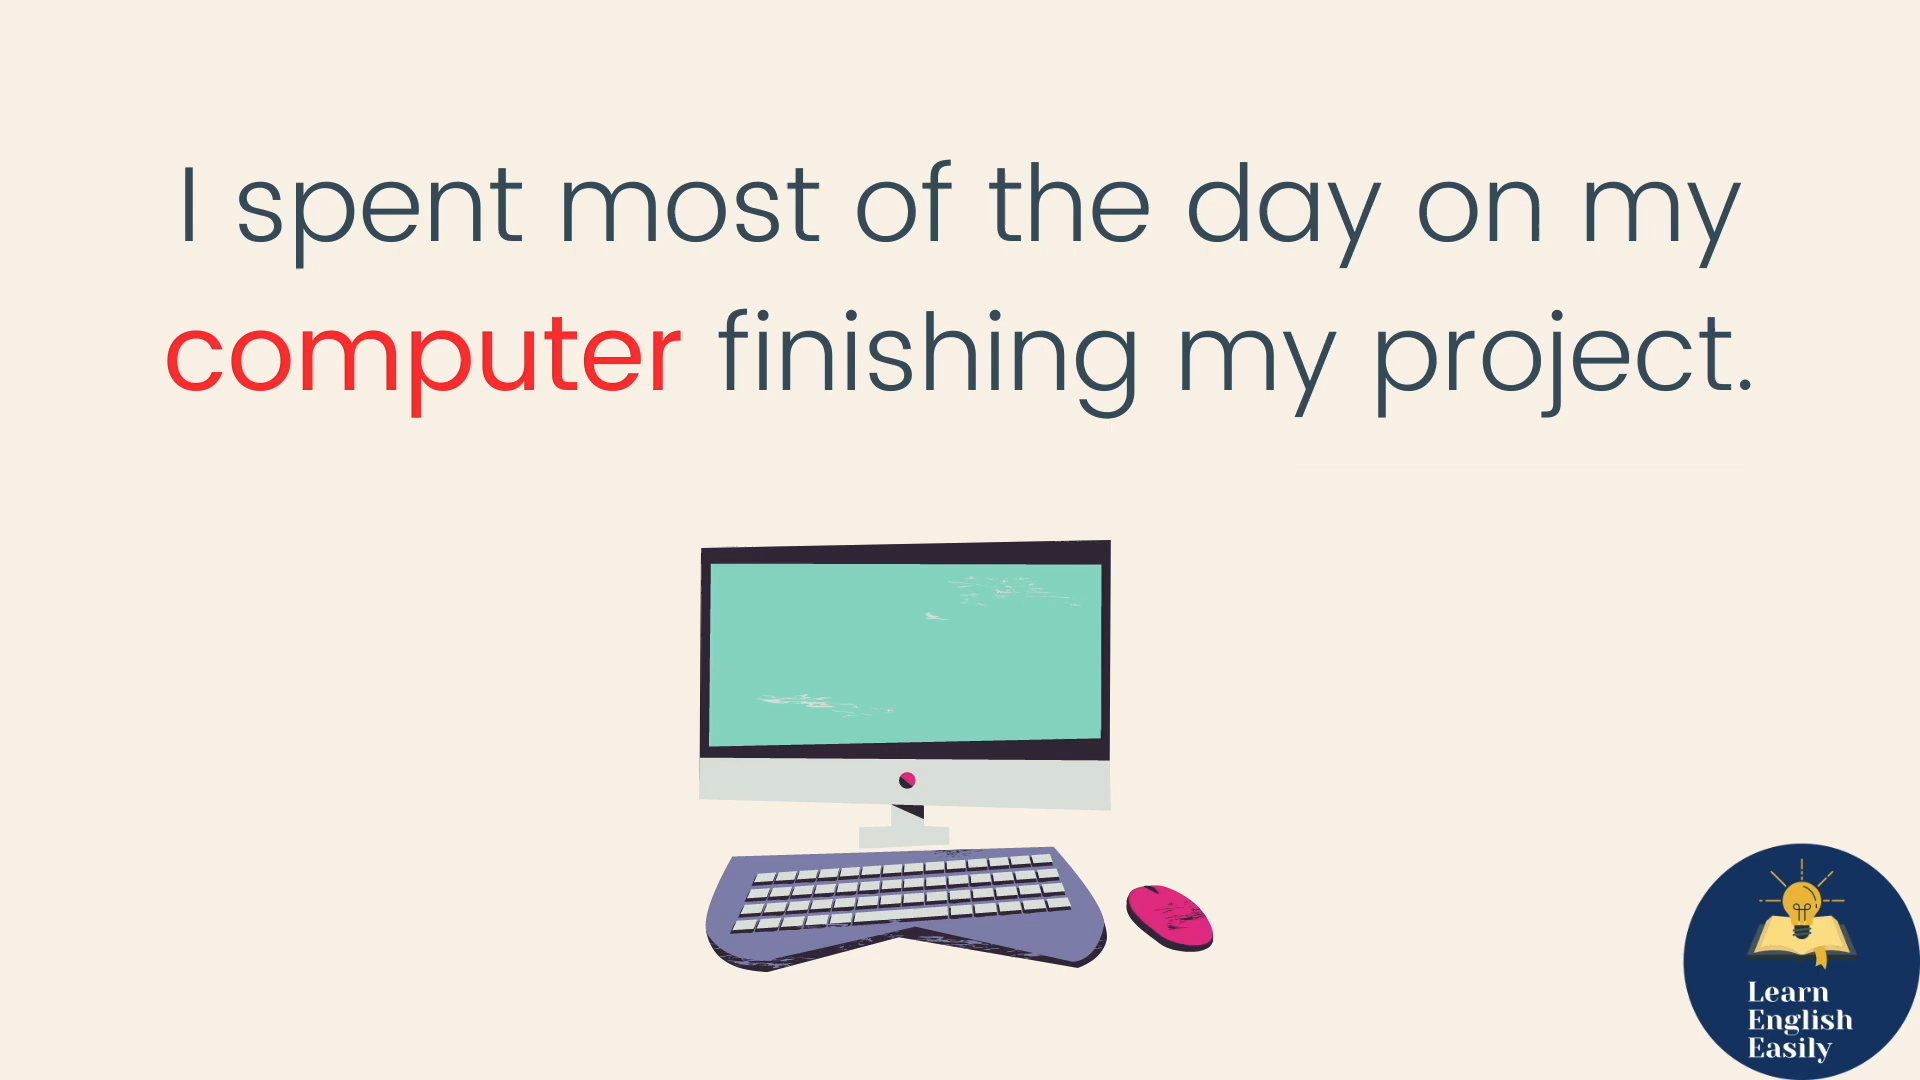 I spent most of the day on my
computer finishing my project.
Learn
English
Easily